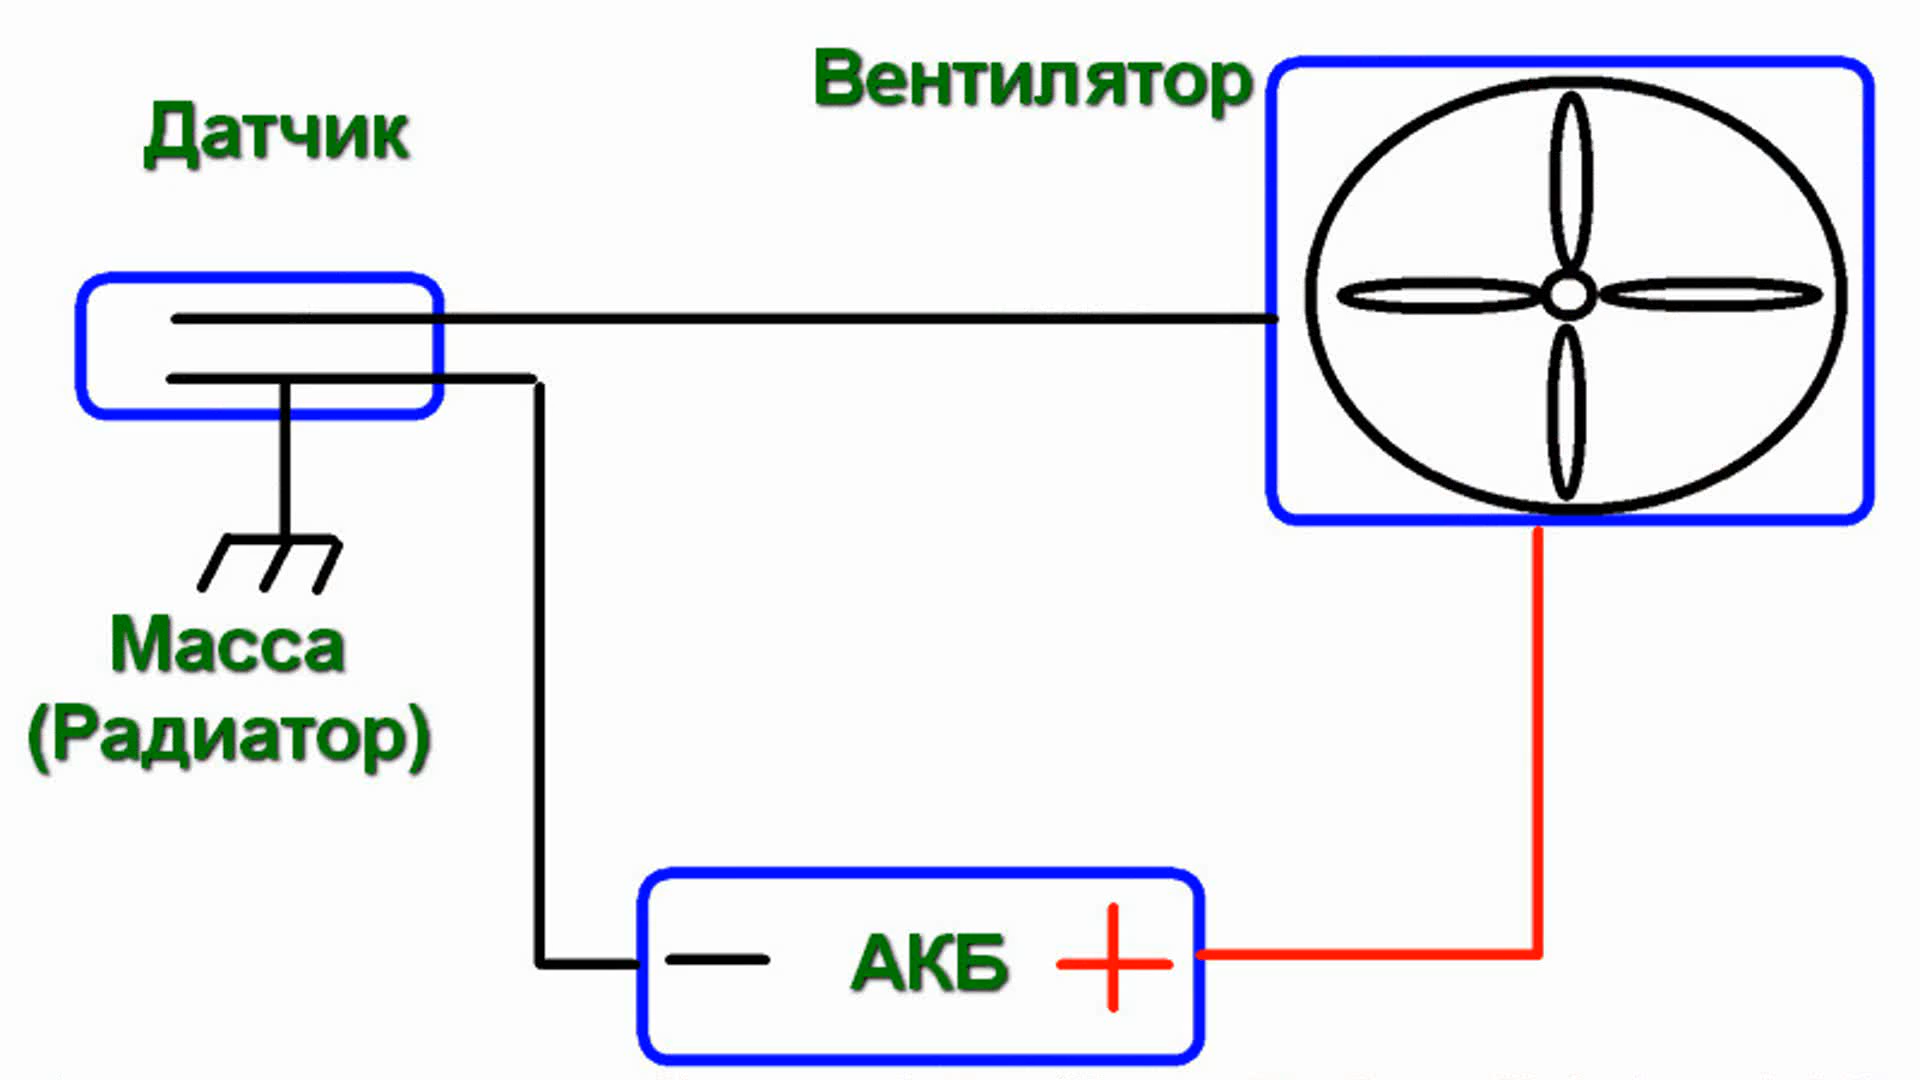 Датчик
Вентилятор
Масса
(Радиатор)
— АКБ +